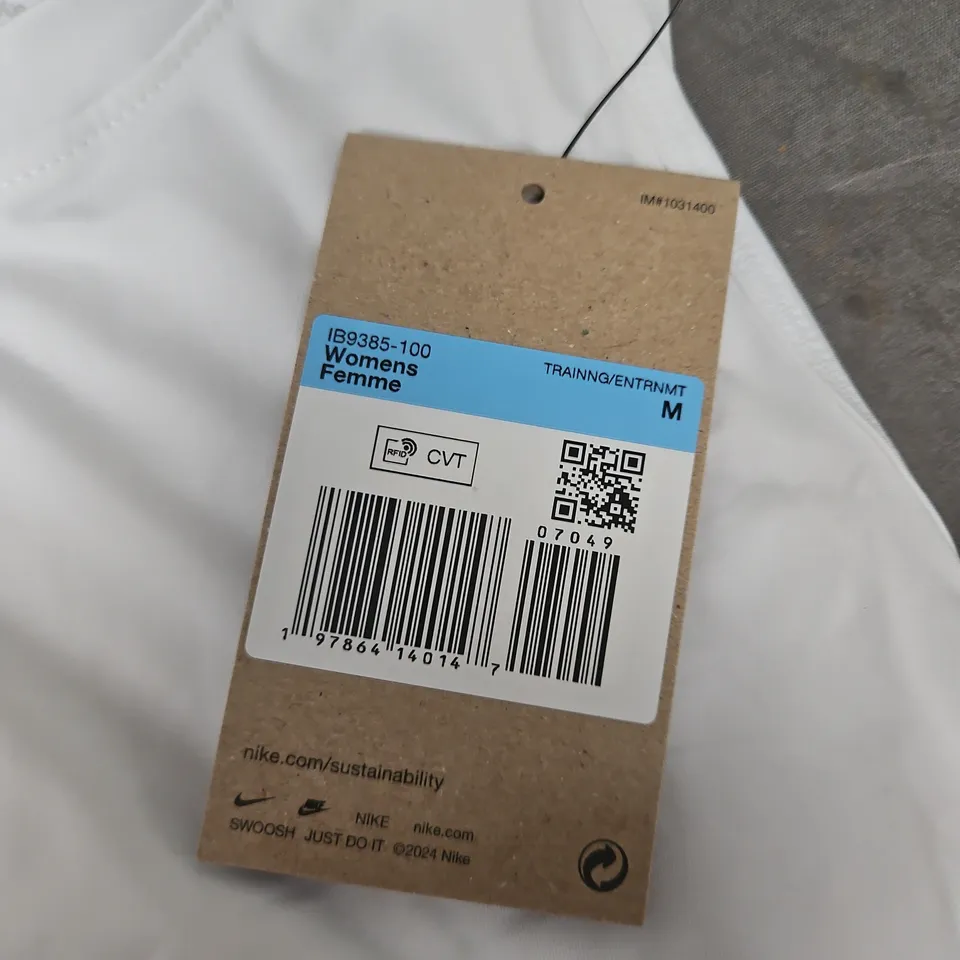 IM#1031400
IB9385-100
Womens
Femme
TRAINNG/ENTRNMT
M
RFID
CVT
07049
1 97864 14014 7
nike.com/sustainability
NIKE nike.com
SWOOSH JUST DO IT ©2024 Nike